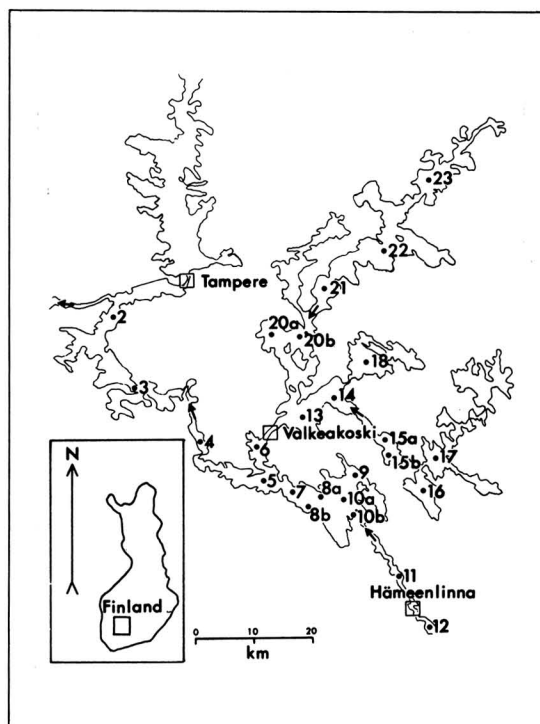 23
22
21
Tampere
2
20a
20b
18
3
14
13
Välkeakoski
4
15a
6
15b
17
9
5
7
8a
10a
16
8b
10b
N
11
Hämeenlinna
Finland
12
0 10 20
km